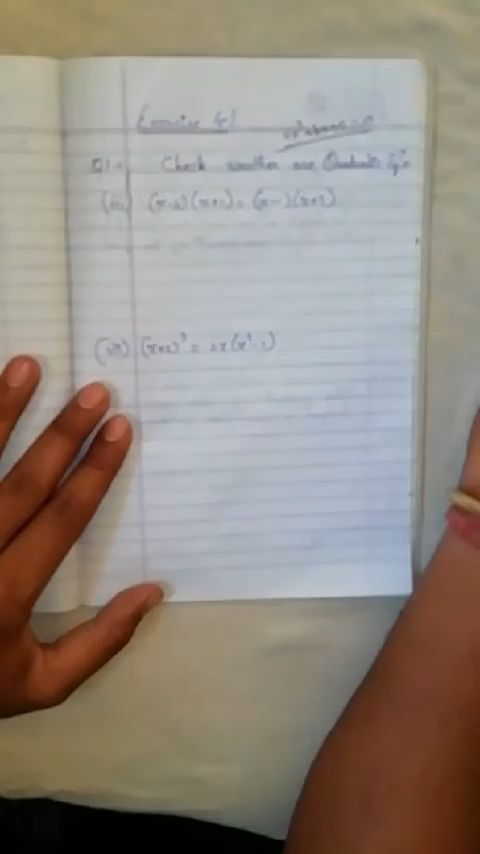 Exercise 4.1
Q1. Check whether are Quadratic Eqn
(iii) (x-2)(x+1) = (x-1)(x+3)
(vii) (x+2)³ = 2x(x²-1)